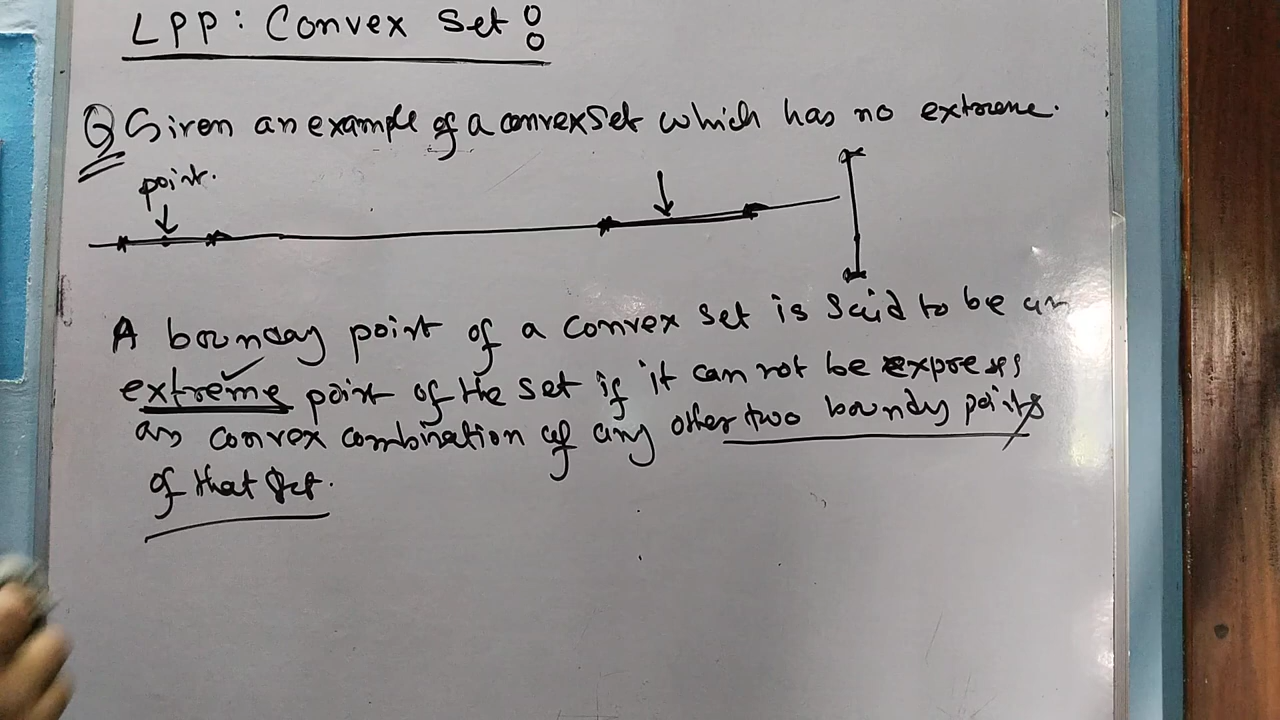 LPP: Convex Set:
Q Given an example of a convex set which has no extreme.
point.
A bounday point of a convex set is said to be an
extreme point of the set if it can not be express
as convex combination of any other two boundy points
of that set.